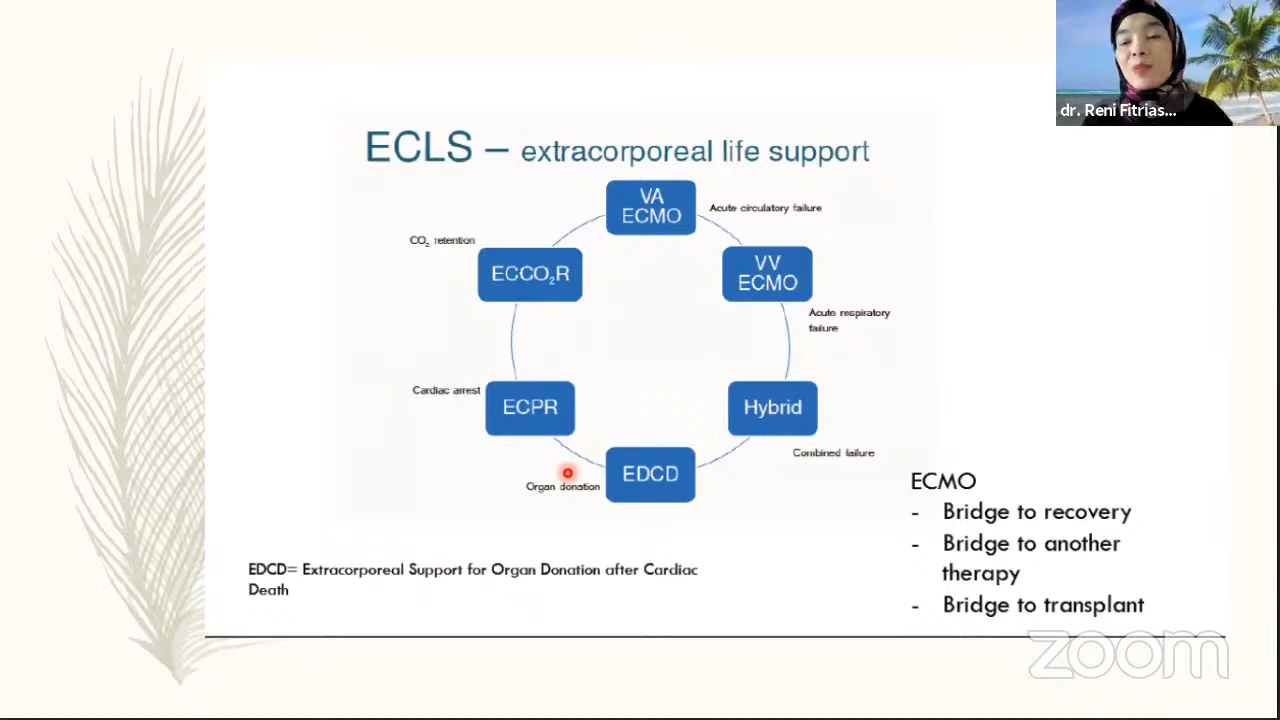 dr. Reni Fitrias...
ECLS – extracorporeal life support
VA
ECMO
Acute circulatory failure
VV
ECMO
Acute respiratory
failure
Hybrid
Combined failure
EDCD
Organ donation
ECPR
Cardiac arrest
ECCO₂R
CO₂ retention
ECMO
- Bridge to recovery
- Bridge to another
therapy
- Bridge to transplant
EDCD= Extracorporeal Support for Organ Donation after Cardiac
Death
zoom